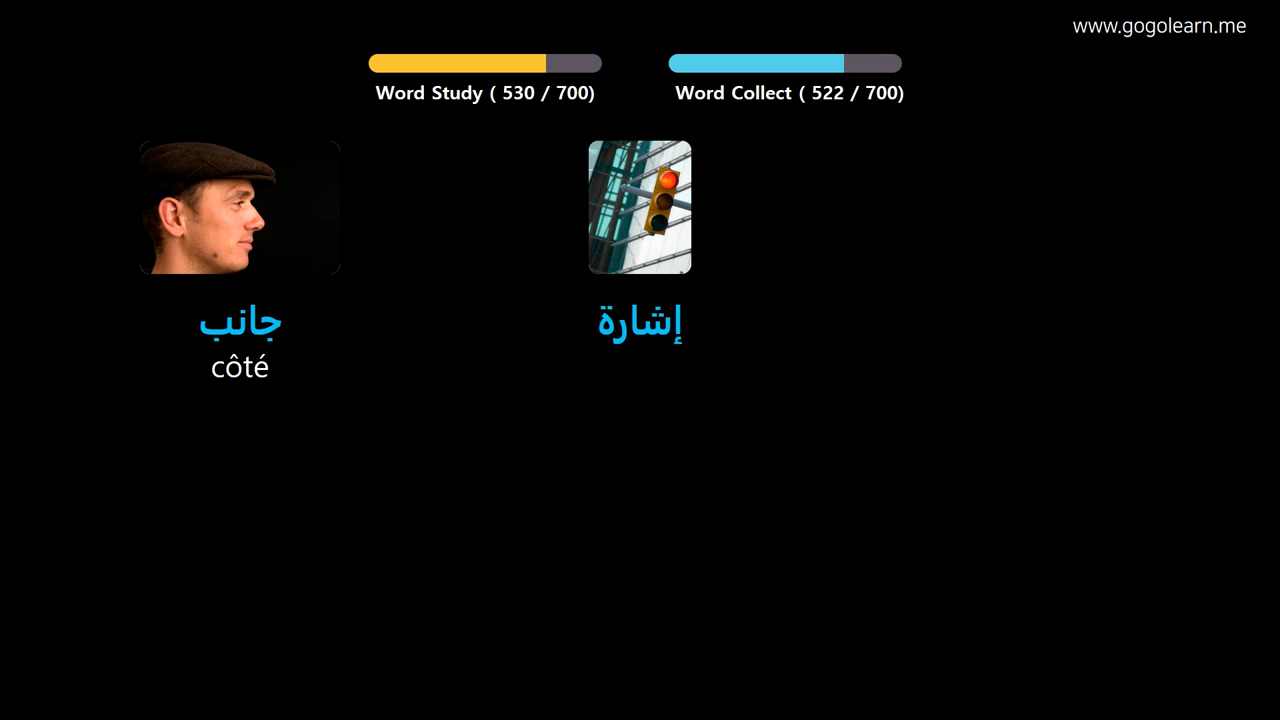 www.gogolearn.me
Word Study ( 530 / 700)
Word Collect ( 522 / 700)
جانب
côté
إشارة